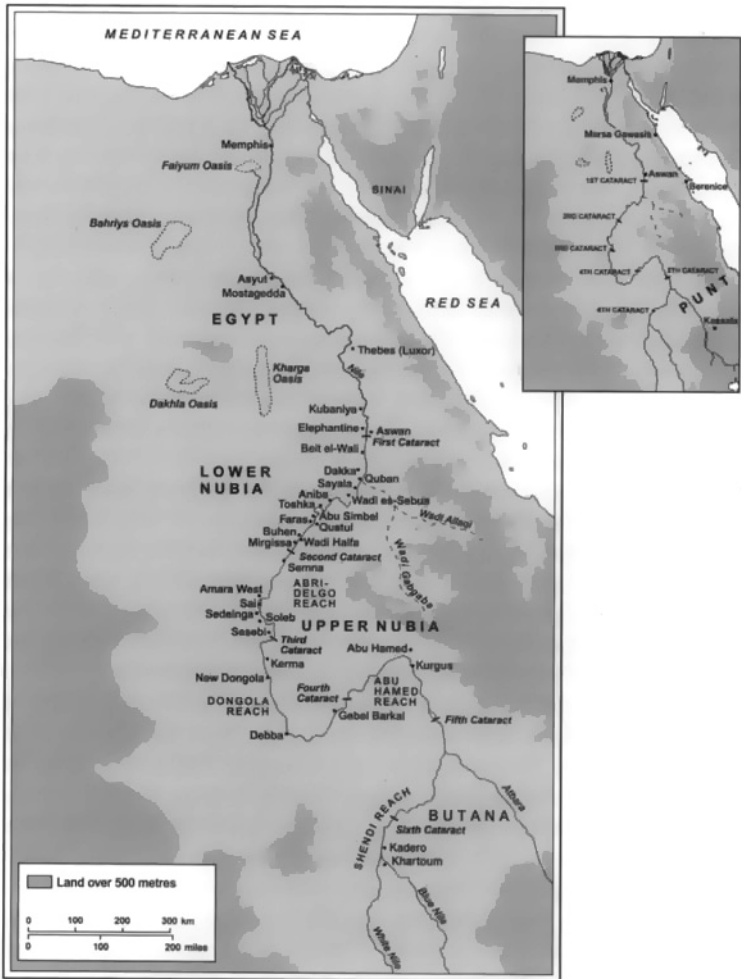 MEDITERRANEAN SEA
Memphis
Faiyum Oasis
SINAI
Bahriys Oasis
Asyut
Mostagedda
RED SEA
EGYPT
Thebes (Luxor)
Nile
Kharga
Oasis
Dakhla Oasis
Kubaniya
Elephantine
Aswan
First Cataract
Beit el-Wali
LOWER
NUBIA
Dakka
Quban
Sayala
Aniba
Wadi es-Sebua
Toshka
Abu Simbel
Wadi Allaqi
Faras
Qustul
Buhen
Wadi Halfa
Mirgissa
Second Cataract
Wadi Gabgaba
Semna
Amara West
ABRI-
DELGO
REACH
Sai
Sedeinga
Soleb
UPPER NUBIA
Sesebi
Third
Cataract
Abu Hamed
Kerma
Kurgus
New Dongola
Fourth
Cataract
ABU
HAMED
REACH
DONGOLA
REACH
Gebel Barkal
Fifth Cataract
Debba
Atbara
SHENDI REACH
BUTANA
Sixth Cataract
Kadero
Khartoum
Blue Nile
White Nile
Land over 500 metres
0 100 200 300 km
0 100 200 miles
Memphis
Mersa Gawasis
Aswan
1ST CATARACT
Berenice
2ND CATARACT
3RD CATARACT
4TH CATARACT
5TH CATARACT
PUNT
6TH CATARACT
Kassala